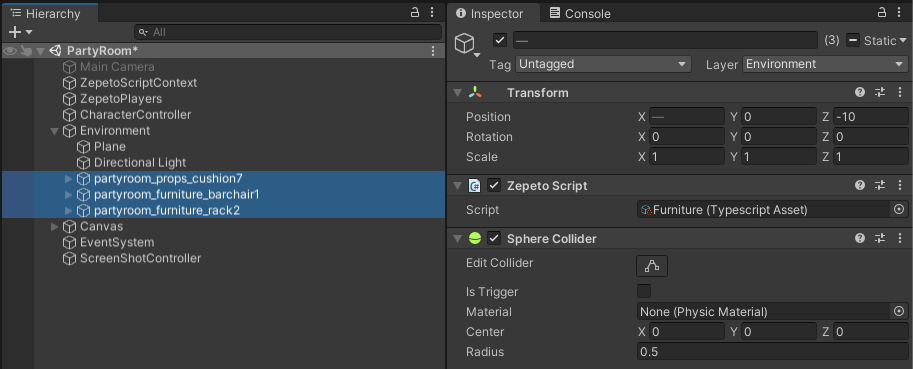 Hierarchy
All
PartyRoom*
Main Camera
ZepetoScriptContext
ZepetoPlayers
CharacterController
Environment
Plane
Directional Light
partyroom_props_cushion7
partyroom_furniture_barchair1
partyroom_furniture_rack2
Canvas
EventSystem
ScreenShotController
Inspector Console
— (3) Static
Tag Untagged Layer Environment
Transform
Position X — Y 0 Z -10
Rotation X 0 Y 0 Z 0
Scale X 1 Y 1 Z 1
Zepeto Script
Script Furniture (Typescript Asset)
Sphere Collider
Edit Collider
Is Trigger
Material None (Physic Material)
Center X 0 Y 0 Z 0
Radius 0.5